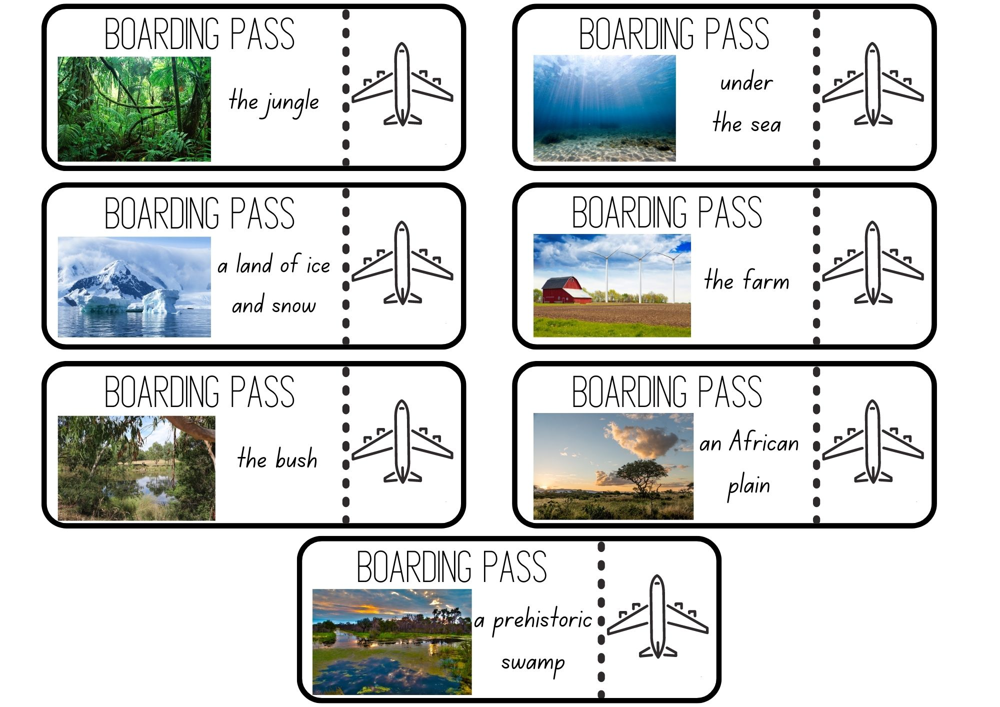 BOARDING PASS
the jungle
BOARDING PASS
under
the sea
BOARDING PASS
a land of ice
and snow
BOARDING PASS
the farm
BOARDING PASS
the bush
BOARDING PASS
an African
plain
BOARDING PASS
a prehistoric
swamp